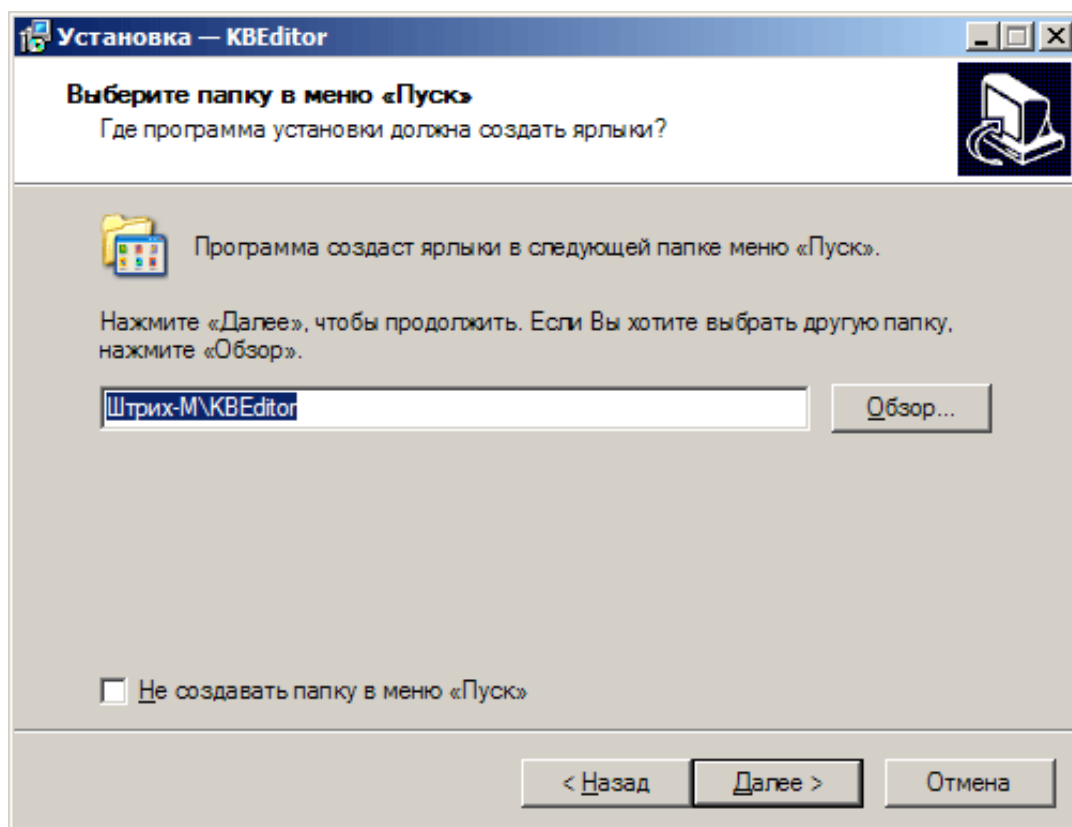 Установка — KBEditor
Выберите папку в меню «Пуск»
Где программа установки должна создать ярлыки?
Программа создаст ярлыки в следующей папке меню «Пуск».
Нажмите «Далее», чтобы продолжить. Если Вы хотите выбрать другую папку,
нажмите «Обзор».
Штрих-М\KBEditor
Обзор...
Не создавать папку в меню «Пуск»
< Назад
Далее >
Отмена